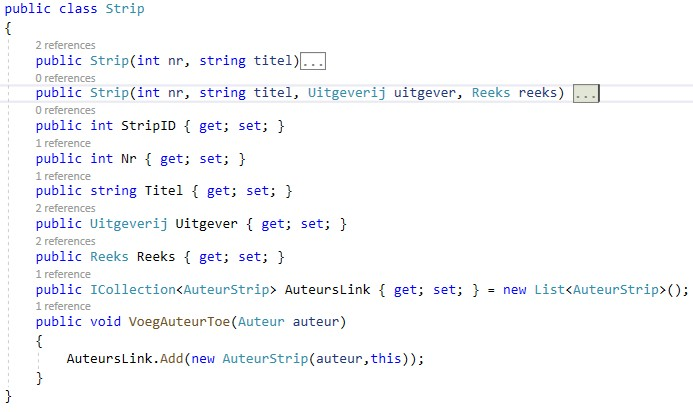 public class Strip
{
2 references
public Strip(int nr, string titel)...
0 references
public Strip(int nr, string titel, Uitgeverij uitgever, Reeks reeks) ...
0 references
public int StripID { get; set; }
1 reference
public int Nr { get; set; }
1 reference
public string Titel { get; set; }
2 references
public Uitgeverij Uitgever { get; set; }
2 references
public Reeks Reeks { get; set; }
1 reference
public ICollection<AuteurStrip> AuteursLink { get; set; } = new List<AuteurStrip>();
1 reference
public void VoegAuteurToe(Auteur auteur)
{
AuteursLink.Add(new AuteurStrip(auteur,this));
}
}